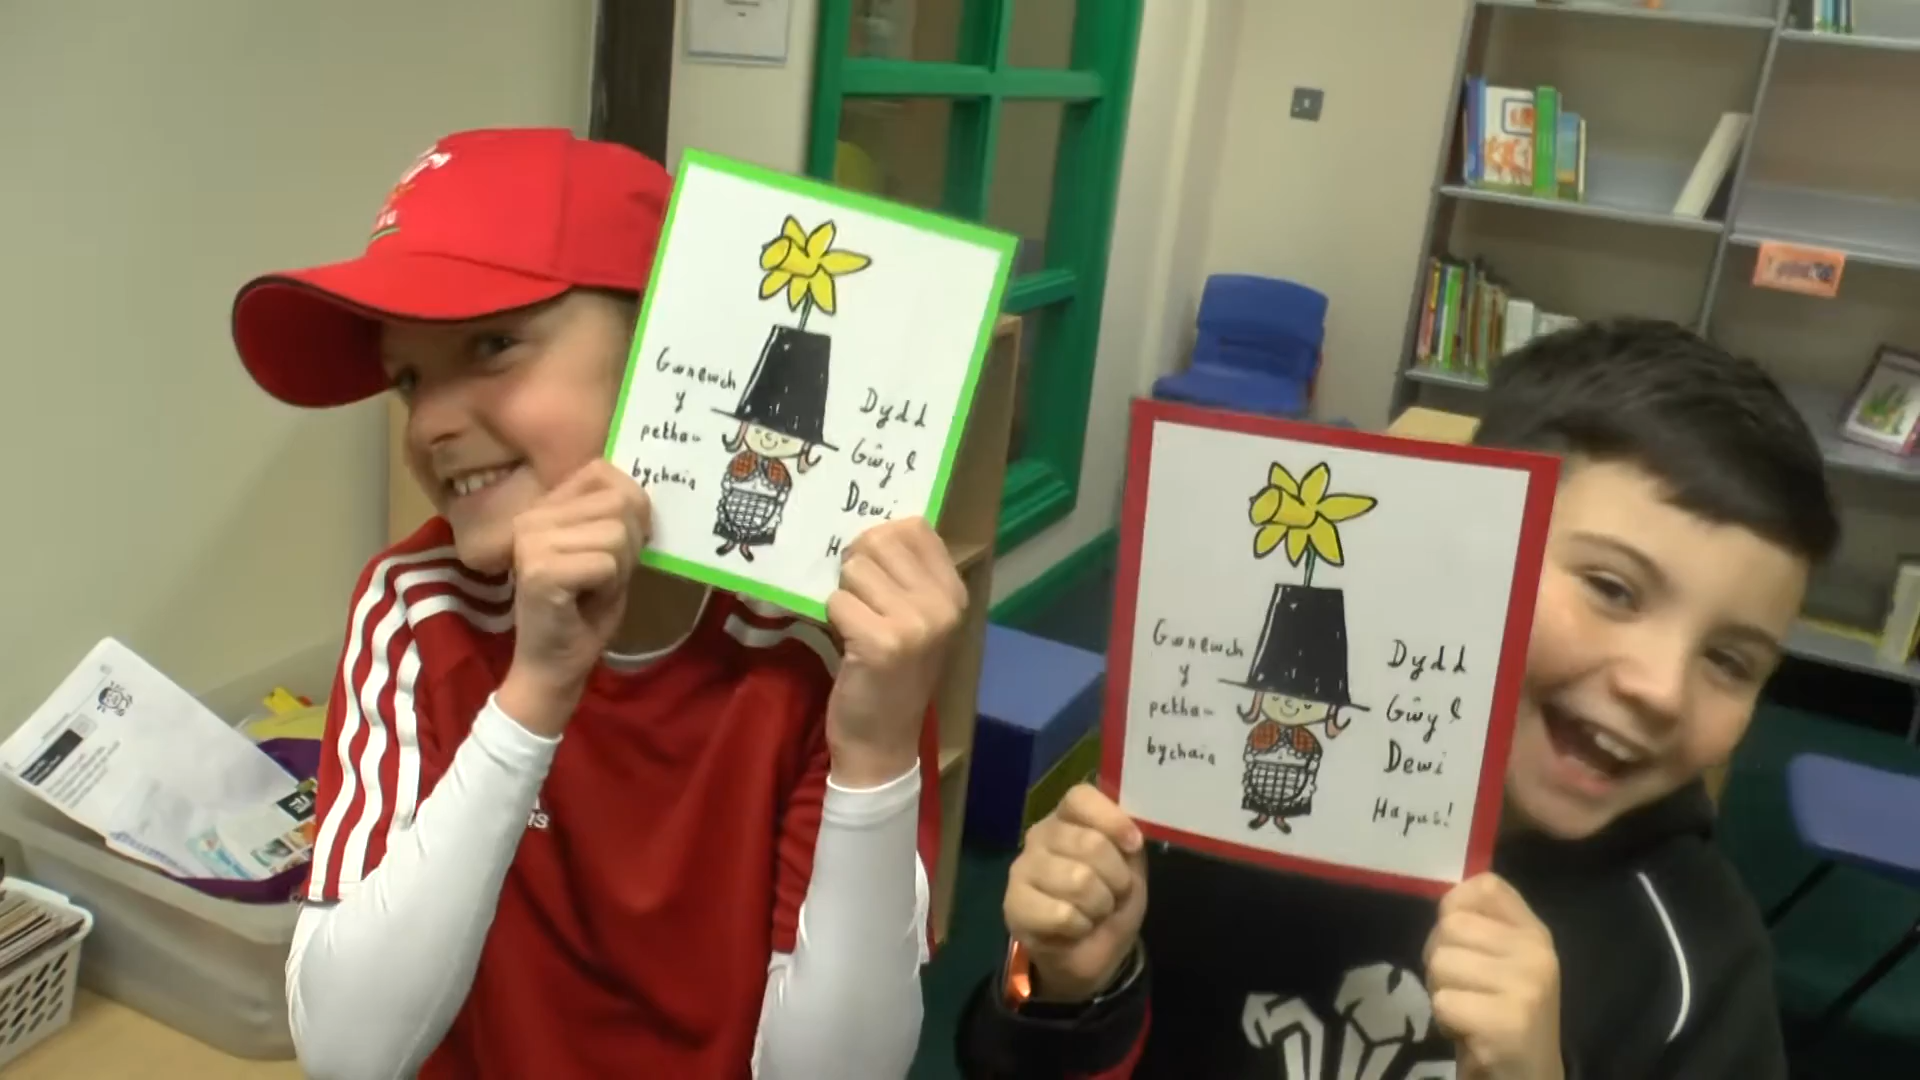 Gwnewch
y
pethau
bychain
Dydd
Gŵyl
Dewi
Gwnewch
y
pethau
bychain
Dydd
Gŵyl
Dewi
Hapus!